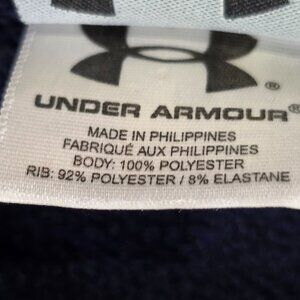 ®
UNDER ARMOUR®
MADE IN PHILIPPINES
FABRIQUÉ AUX PHILIPPINES
BODY: 100% POLYESTER
RIB: 92% POLYESTER / 8% ELASTANE